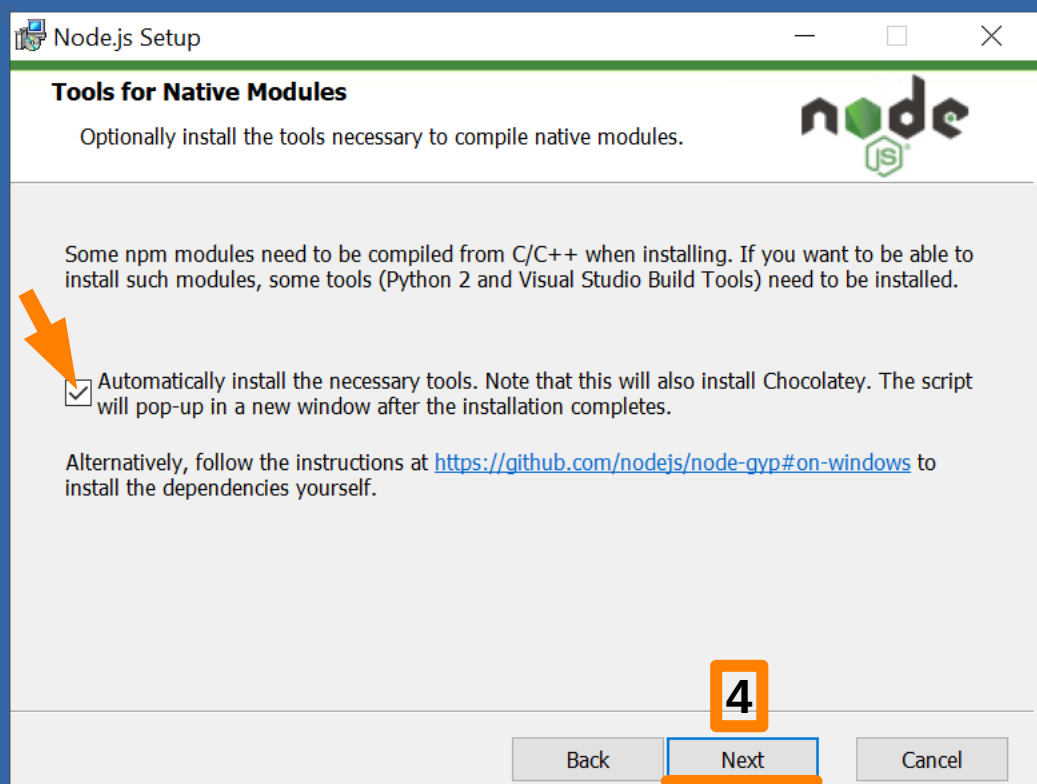 Node.js Setup
Tools for Native Modules
Optionally install the tools necessary to compile native modules.
node
JS
Some npm modules need to be compiled from C/C++ when installing. If you want to be able to
install such modules, some tools (Python 2 and Visual Studio Build Tools) need to be installed.
Automatically install the necessary tools. Note that this will also install Chocolatey. The script
will pop-up in a new window after the installation completes.
Alternatively, follow the instructions at https://github.com/nodejs/node-gyp#on-windows to
install the dependencies yourself.
4
Back Next Cancel